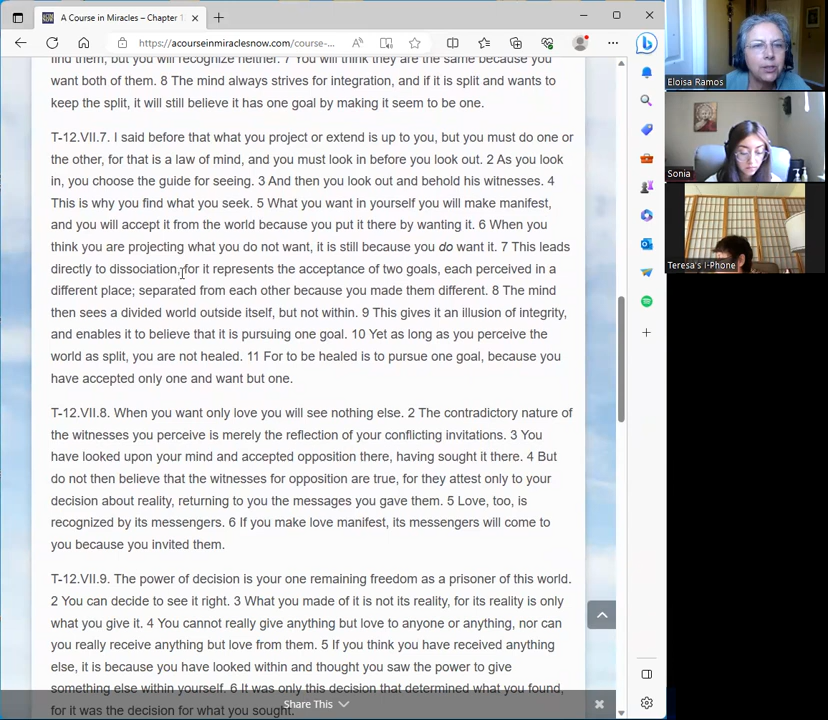 A Course in Miracles – Chapter 1
https://acourseinmiraclesnow.com/course-...
find them, but you will recognize neither. 7 You will think they are the same because you
want both of them. 8 The mind always strives for integration, and if it is split and wants to
keep the split, it will still believe it has one goal by making it seem to be one.
T-12.VII.7. I said before that what you project or extend is up to you, but you must do one or
the other, for that is a law of mind, and you must look in before you look out. 2 As you look
in, you choose the guide for seeing. 3 And then you look out and behold his witnesses. 4
This is why you find what you seek. 5 What you want in yourself you will make manifest,
and you will accept it from the world because you put it there by wanting it. 6 When you
think you are projecting what you do not want, it is still because you do want it. 7 This leads
directly to dissociation, for it represents the acceptance of two goals, each perceived in a
different place; separated from each other because you made them different. 8 The mind
then sees a divided world outside itself, but not within. 9 This gives it an illusion of integrity,
and enables it to believe that it is pursuing one goal. 10 Yet as long as you perceive the
world as split, you are not healed. 11 For to be healed is to pursue one goal, because you
have accepted only one and want but one.
T-12.VII.8. When you want only love you will see nothing else. 2 The contradictory nature of
the witnesses you perceive is merely the reflection of your conflicting invitations. 3 You
have looked upon your mind and accepted opposition there, having sought it there. 4 But
do not then believe that the witnesses for opposition are true, for they attest only to your
decision about reality, returning to you the messages you gave them. 5 Love, too, is
recognized by its messengers. 6 If you make love manifest, its messengers will come to
you because you invited them.
T-12.VII.9. The power of decision is your one remaining freedom as a prisoner of this world.
2 You can decide to see it right. 3 What you made of it is not its reality, for its reality is only
what you give it. 4 You cannot really give anything but love to anyone or anything, nor can
you really receive anything but love from them. 5 If you think you have received anything
else, it is because you have looked within and thought you saw the power to give
something else within yourself. 6 It was only this decision that determined what you found,
for it was the decision for what you sought.
Share This
Eloisa Ramos
Sonia
Teresa's I-Phone